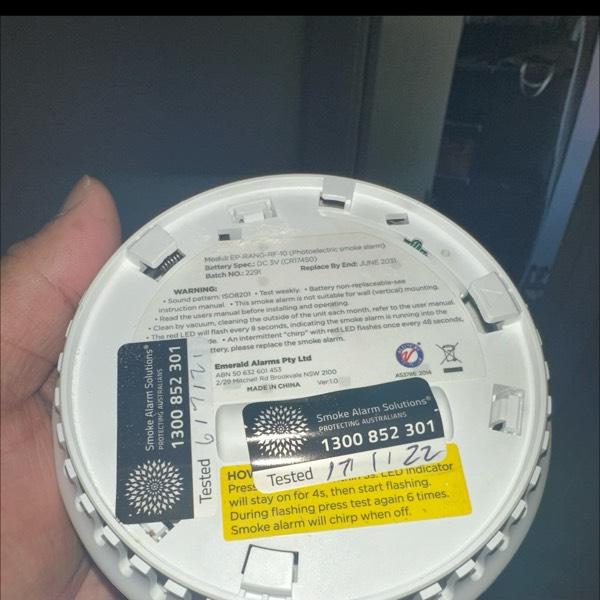 Model: EP-RANG-RF-10 (Photoelectric smoke alarm)
Battery Spec.: DC 3V (CR17450)
Batch NO.: 2291 Replace By End: JUNE 2031
WARNING:
• Sound pattern: ISO8201 • Test weekly. • Battery non-replaceable-see
instruction manual. • This smoke alarm is not suitable for wall (vertical) mounting.
• Read the users manual before installing and operating.
• Clean by vacuum, cleaning the outside of unit each month, refer to the user manual.
• The red LED will flash every 8 seconds, indicating the smoke alarm is running into the
• An intermittent "chirp" with red LED flashes once every 48 seconds,
please replace the smoke alarm.
Emerald Alarms Pty Ltd
ABN 50 632 601 453
2/29 Mitchell Rd Brookvale NSW 2100
MADE IN CHINA Ver:1.0
AS3786: 2014
Smoke Alarm Solutions®
PROTECTING AUSTRALIANS
1300 852 301
Tested
Smoke Alarm Solutions®
PROTECTING AUSTRALIANS
1300 852 301
Tested
LED indicator
will stay on for 4s, then start flashing.
During flashing press test again 6 times.
Smoke alarm will chirp when off.